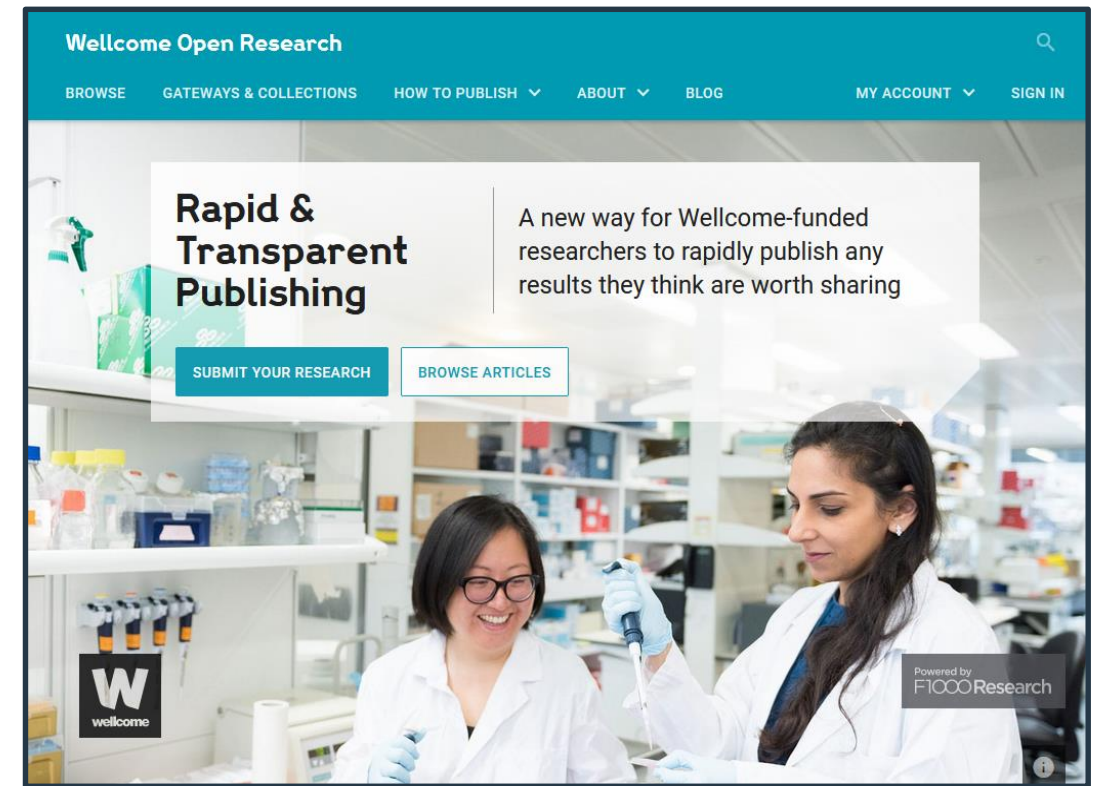 Wellcome Open Research
BROWSE GATEWAYS & COLLECTIONS HOW TO PUBLISH ABOUT BLOG MY ACCOUNT SIGN IN
Rapid &
Transparent
Publishing
A new way for Wellcome-funded
researchers to rapidly publish any
results they think are worth sharing
SUBMIT YOUR RESEARCH BROWSE ARTICLES
W
wellcome
Powered by
F1000Research